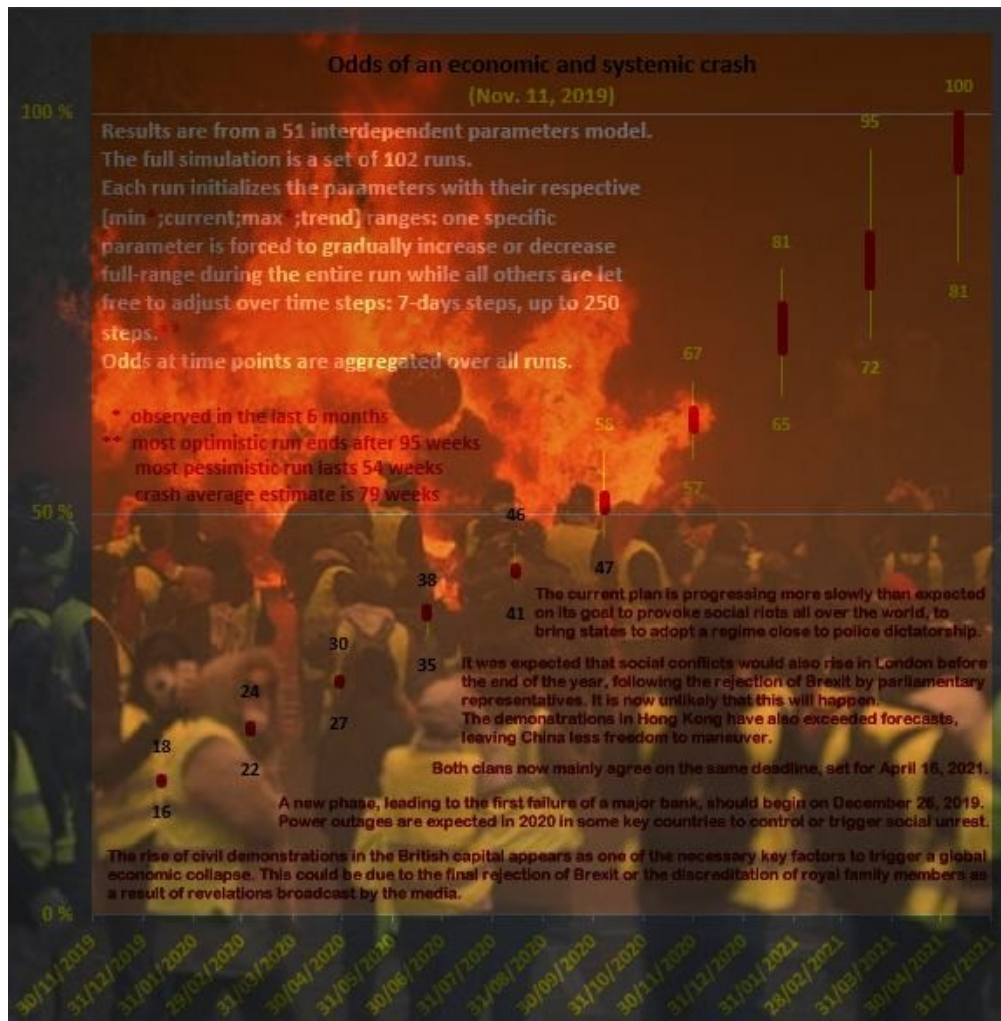 Odds of an economic and systemic crash
(Nov. 11, 2019)
100 %
Results are from a 51 interdependent parameters model.
The full simulation is a set of 102 runs.
Each run initializes the parameters with their respective
[min*;current;max*;trend] ranges: one specific
parameter is forced to gradually increase or decrease
full-range during the entire run while all others are let
free to adjust over time steps: 7-days steps, up to 250
steps.**
Odds at time points are aggregated over all runs.
* observed in the last 6 months
** most optimistic run ends after 95 weeks
most pessimistic run lasts 54 weeks
crash average estimate is 79 weeks
100
95
81
81
67
72
58
65
57
50 %
46
47
38
41
30
35
24
27
18
22
16
The current plan is progressing more slowly than expected
on its goal to provoke social riots all over the world, to
bring states to adopt a regime close to police dictatorship.
It was expected that social conflicts would also rise in London before
the end of the year, following the rejection of Brexit by parliamentary
representatives. It is now unlikely that this will happen.
The demonstrations in Hong Kong have also exceeded forecasts,
leaving China less freedom to maneuver.
Both clans now mainly agree on the same deadline, set for April 16, 2021.
A new phase, leading to the first failure of a major bank, should begin on December 26, 2019.
Power outages are expected in 2020 in some key countries to control or trigger social unrest.
The rise of civil demonstrations in the British capital appears as one of the necessary key factors to trigger a global
economic collapse. This could be due to the final rejection of Brexit or the discreditation of royal family members as
a result of revelations broadcast by the media.
0 %
30/11/2019
31/12/2019
31/01/2020
29/02/2020
31/03/2020
30/04/2020
31/05/2020
30/06/2020
31/07/2020
31/08/2020
30/09/2020
31/10/2020
30/11/2020
31/12/2020
31/01/2021
28/02/2021
31/03/2021
30/04/2021
31/05/2021